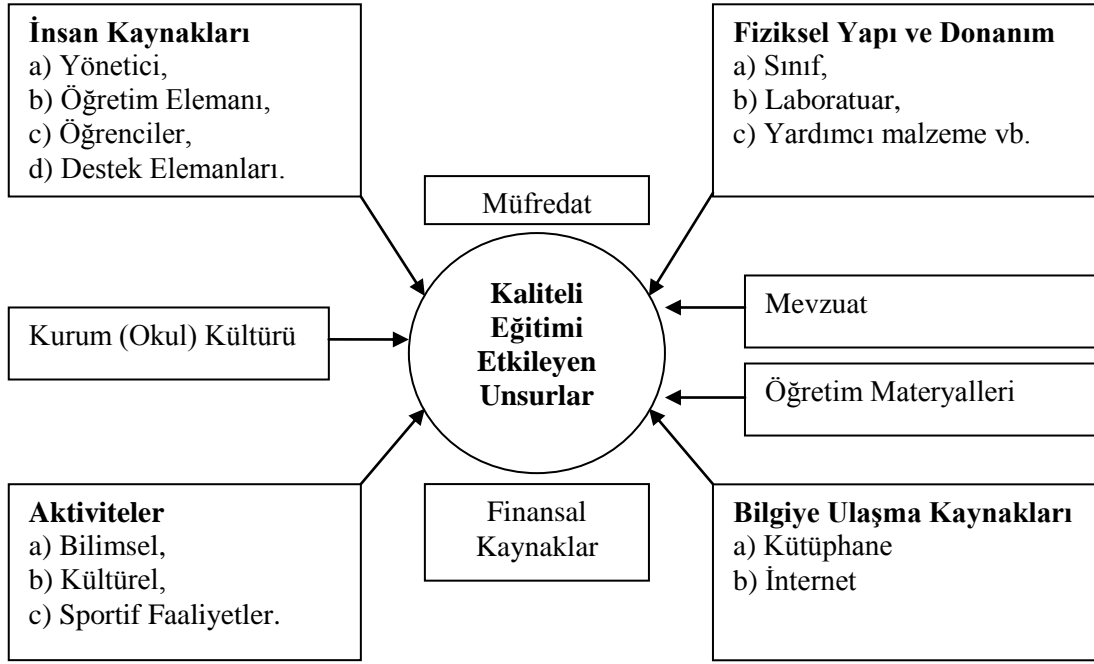 İnsan Kaynakları
a) Yönetici,
b) Öğretim Elemanı,
c) Öğrenciler,
d) Destek Elemanları.
Fiziksel Yapı ve Donanım
a) Sınıf,
b) Laboratuar,
c) Yardımcı malzeme vb.
Müfredat
Kurum (Okul) Kültürü
Kaliteli
Eğitimi
Etkileyen
Unsurlar
Mevzuat
Öğretim Materyalleri
Aktiviteler
a) Bilimsel,
b) Kültürel,
c) Sportif Faaliyetler.
Finansal
Kaynaklar
Bilgiye Ulaşma Kaynakları
a) Kütüphane
b) İnternet